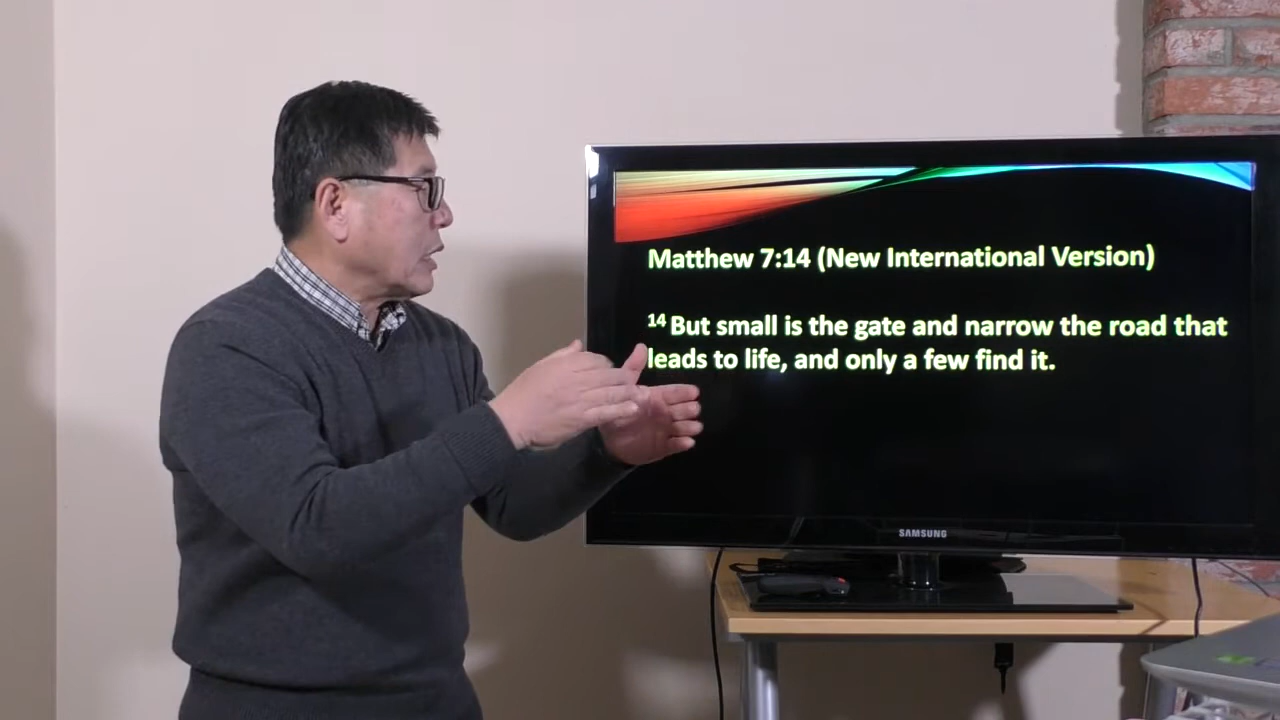 Matthew 7:14 (New International Version)
14 But small is the gate and narrow the road that
leads to life, and only a few find it.
SAMSUNG